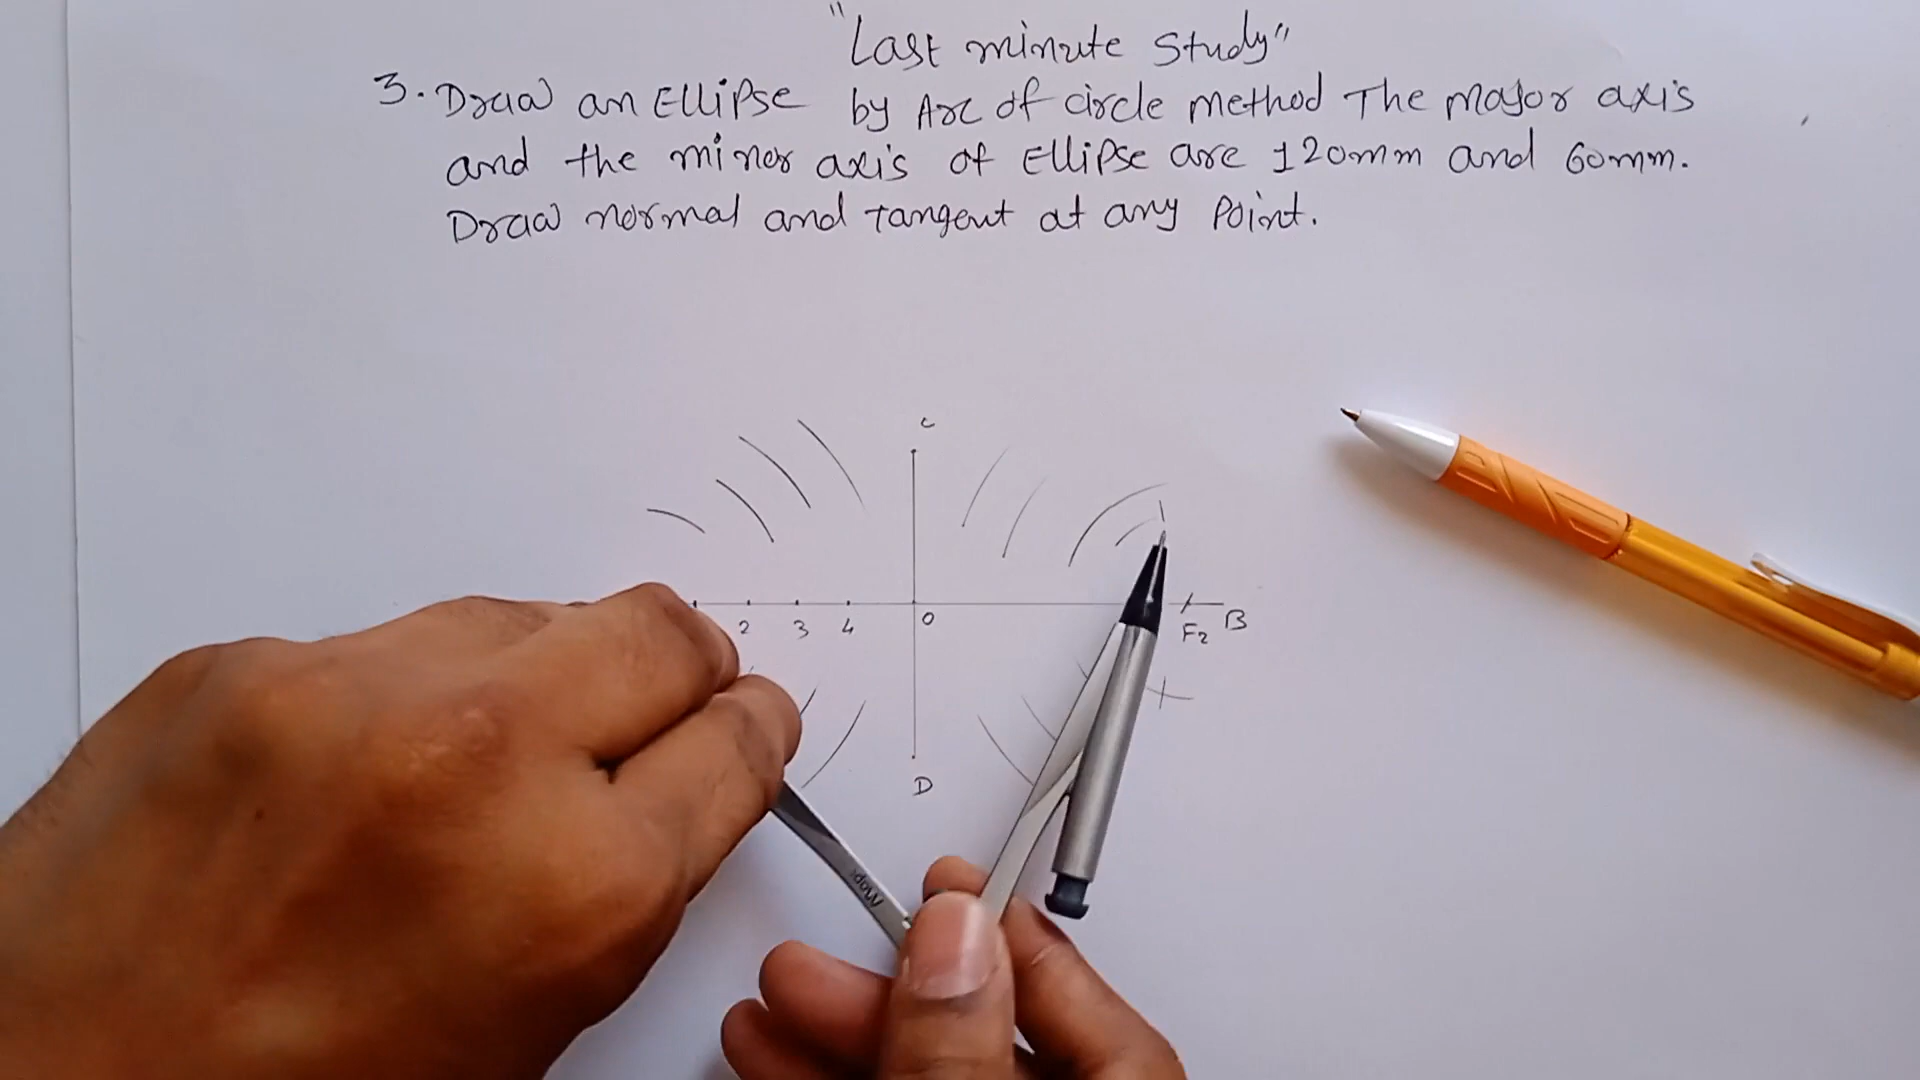 "Last minute Study"
3. Draw an Ellipse by Arc of circle method The major axis
and the minor axis of Ellipse are 120mm and 60mm.
Draw normal and Tangent at any Point.
C
2 3 4 O F2 B
D
Maped